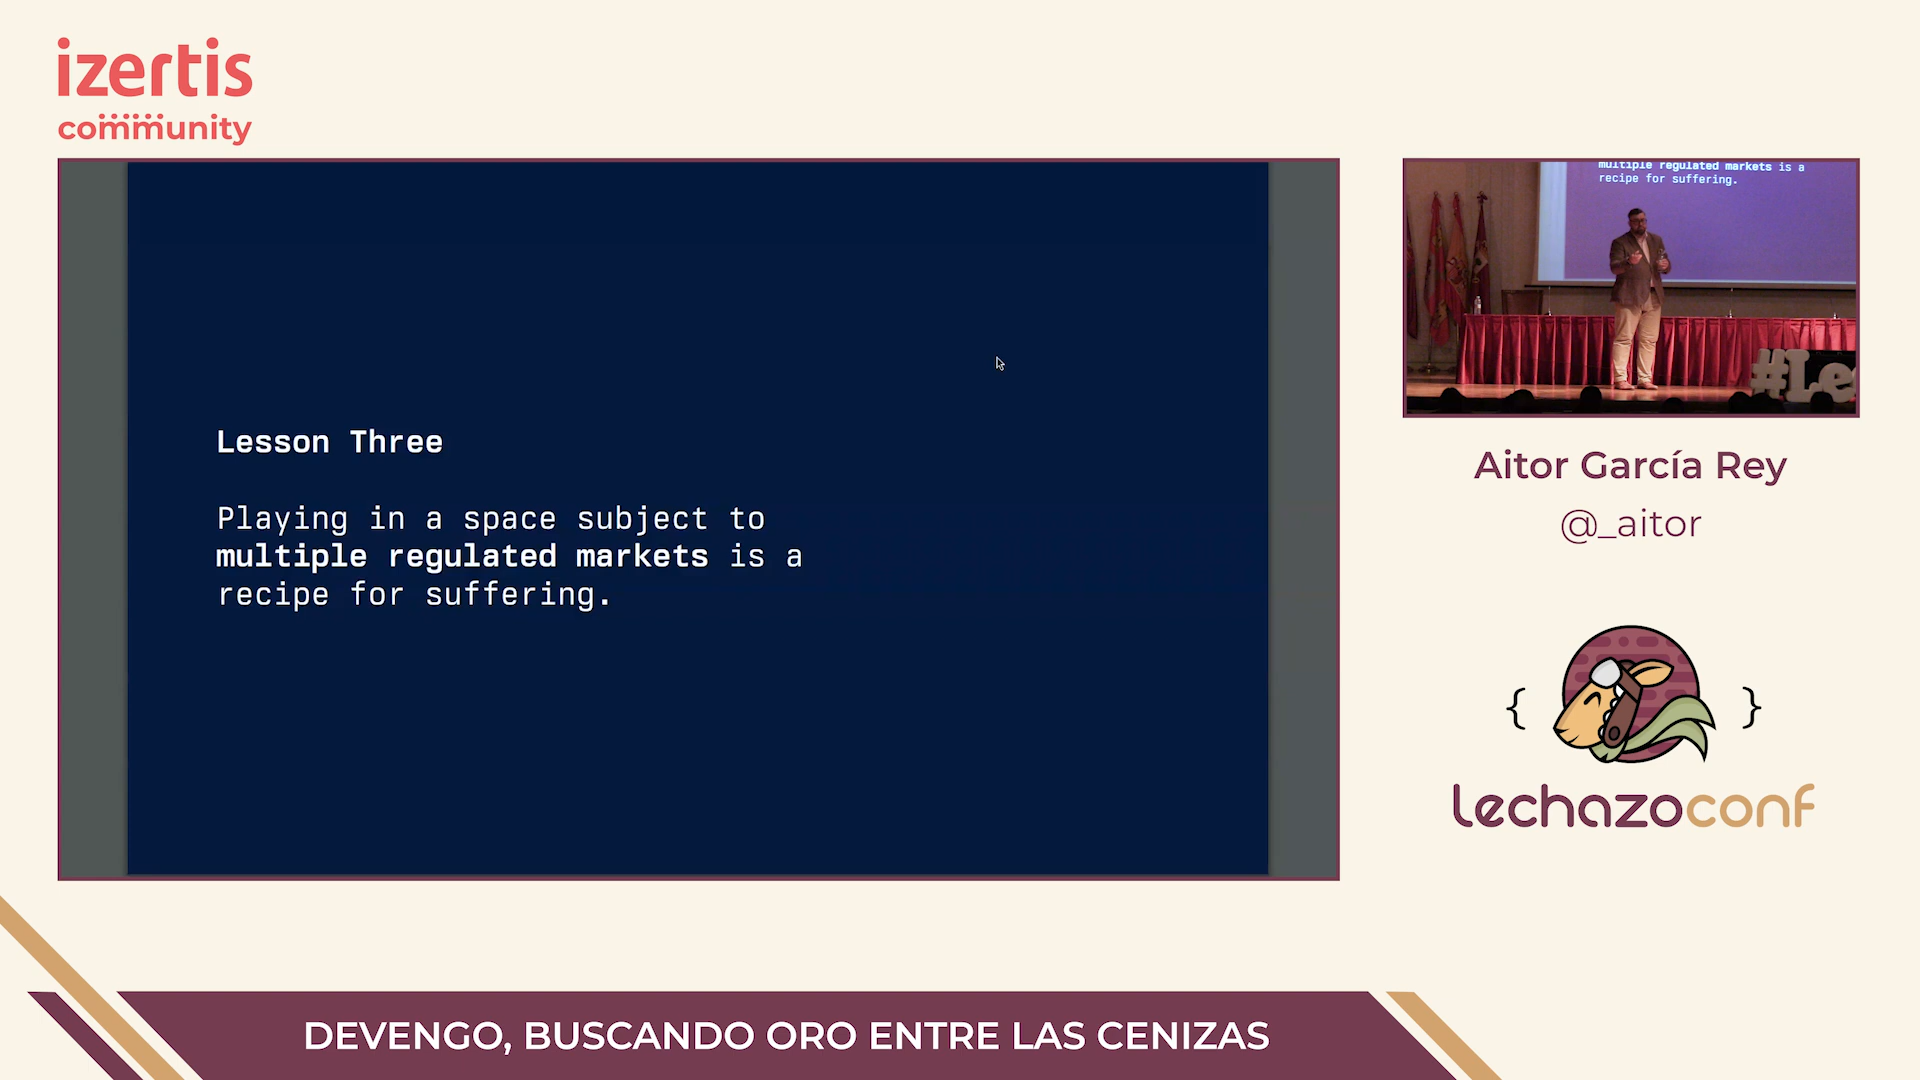 izertis
community
Lesson Three
Playing in a space subject to
multiple regulated markets is a
recipe for suffering.
multiple regulated markets is a
recipe for suffering.
#Le
Aitor García Rey
@_aitor
{ }
lechazoconf
DEVENGO, BUSCANDO ORO ENTRE LAS CENIZAS